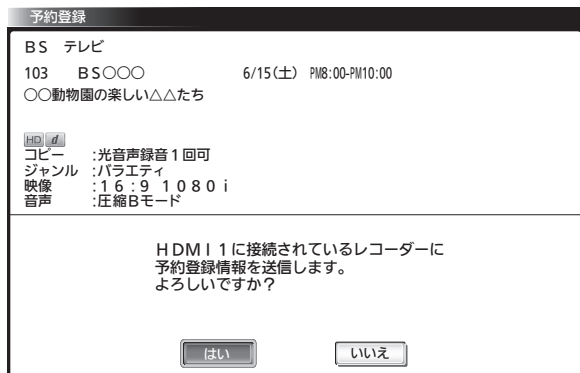 予約登録
BS テレビ
103 BS○○○ 6/15(土) PM8:00-PM10:00
○○動物園の楽しい△△たち
HD d
コピー :光音声録音1回可
ジャンル :バラエティ
映像 :16:9 1080i
音声 :圧縮Bモード
HDMI1に接続されているレコーダーに
予約登録情報を送信します。
よろしいですか?
はい いいえ